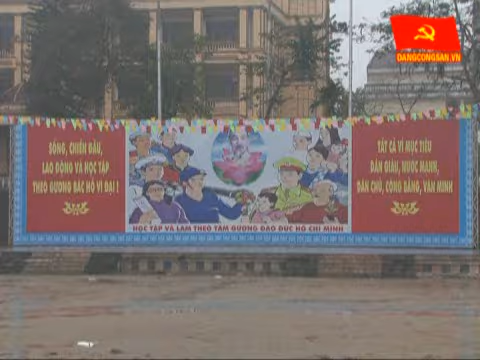 DANGCONGSAN.VN
SỐNG, CHIẾN ĐẤU,
LAO ĐỘNG VÀ HỌC TẬP
THEO GƯƠNG BÁC HỒ VĨ ĐẠI !
TẤT CẢ VÌ MỤC TIÊU
DÂN GIÀU, NƯỚC MẠNH,
DÂN CHỦ, CÔNG BẰNG, VĂN MINH
HỌC TẬP VÀ LÀM THEO TẤM GƯƠNG ĐẠO ĐỨC HỒ CHÍ MINH